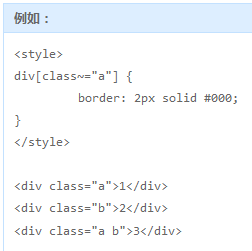 例如：
<style>
div[class~="a"] {
        border: 2px solid #000;
}
</style>
<div class="a">1</div>
<div class="b">2</div>
<div class="a b">3</div>